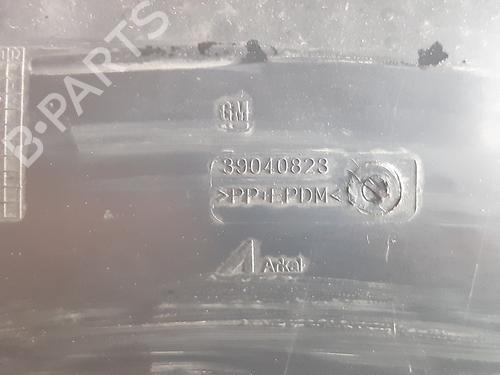 B-PARTS
GM
39040823
>PP+EPDM<
Arkal